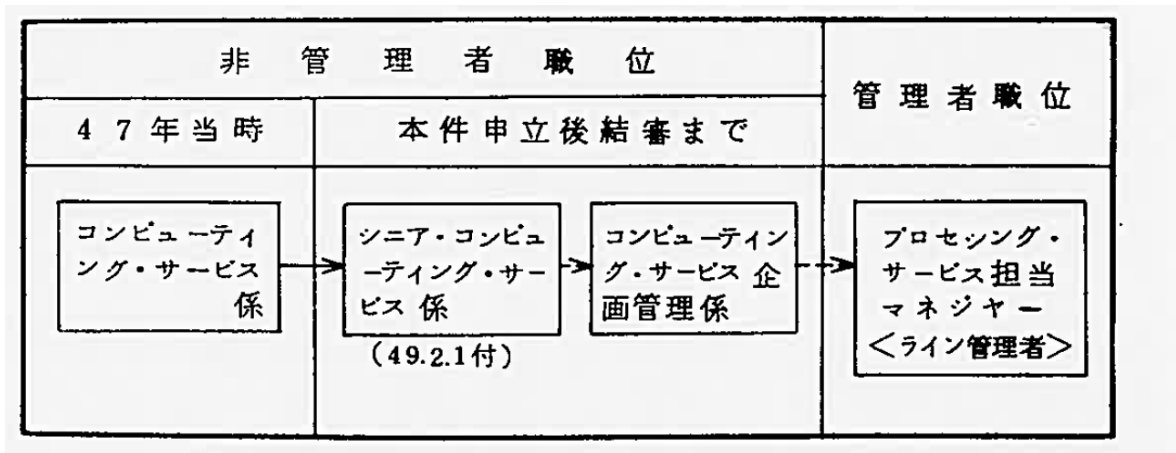 非管理者職位
管理者職位
47年当時
本件申立後結審まで
コンピューティ
ング・サービス
係
シニア・コンピュ
ーティング・サー
ビス係
(49.2.1付)
コンピューティン
グ・サービス企
画管理係
プロセッシング・
サービス担当
マネジャー
＜ライン管理者＞